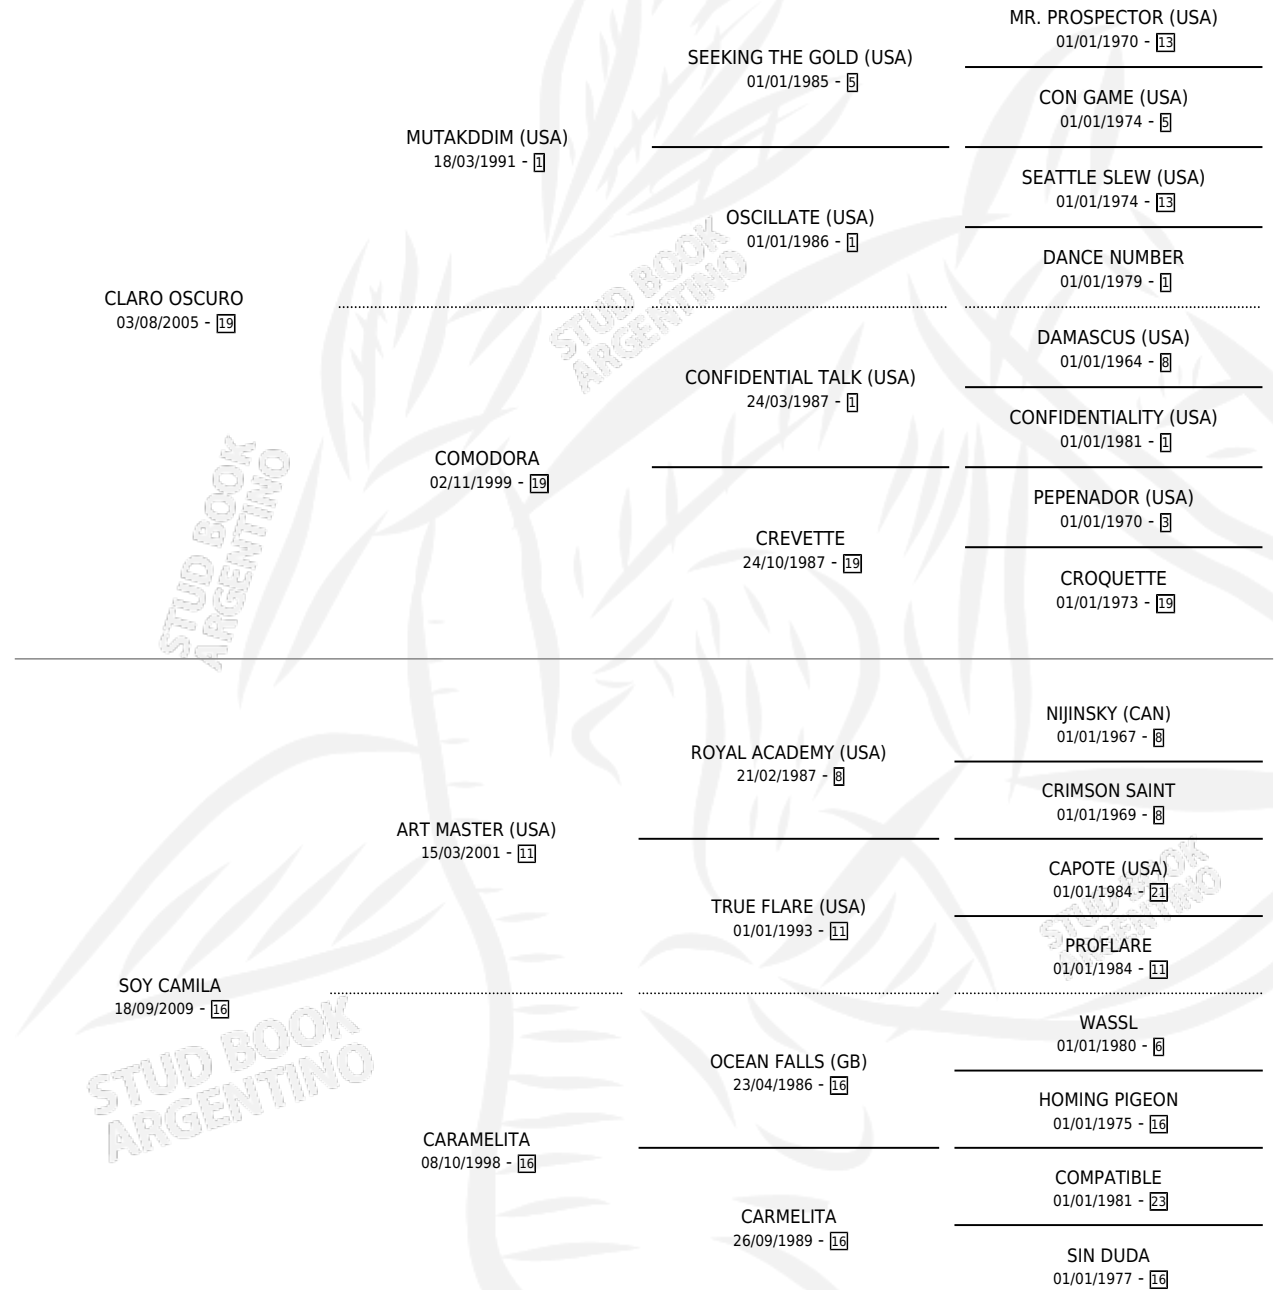 MR. PROSPECTOR (USA)
01/01/1970 - 13
SEEKING THE GOLD (USA)
01/01/1985 - 5
CON GAME (USA)
01/01/1974 - 5
MUTAKDDIM (USA)
18/03/1991 - 1
SEATTLE SLEW (USA)
01/01/1974 - 13
OSCILLATE (USA)
01/01/1986 - 1
DANCE NUMBER
01/01/1979 - 1
CLARO OSCURO
03/08/2005 - 19
STUD BOOK
ARGENTINO
DAMASCUS (USA)
01/01/1964 - 8
CONFIDENTIAL TALK (USA)
24/03/1987 - 1
CONFIDENTIALITY (USA)
01/01/1981 - 1
COMODORA
02/11/1999 - 19
PEPENADOR (USA)
01/01/1970 - 3
CREVETTE
24/10/1987 - 19
CROQUETTE
01/01/1973 - 19
STUD BOOK
ARGENTINO
NIJINSKY (CAN)
01/01/1967 - 8
ROYAL ACADEMY (USA)
21/02/1987 - 8
CRIMSON SAINT
01/01/1969 - 8
ART MASTER (USA)
15/03/2001 - 11
CAPOTE (USA)
01/01/1984 - 21
TRUE FLARE (USA)
01/01/1993 - 11
STUD BOOK
ARGENTINO
PROFLARE
01/01/1984 - 11
SOY CAMILA
18/09/2009 - 16
WASSL
01/01/1980 - 6
OCEAN FALLS (GB)
23/04/1986 - 16
STUD BOOK
ARGENTINO
HOMING PIGEON
01/01/1975 - 16
CARAMELITA
08/10/1998 - 16
COMPATIBLE
01/01/1981 - 23
CARMELITA
26/09/1989 - 16
SIN DUDA
01/01/1977 - 16